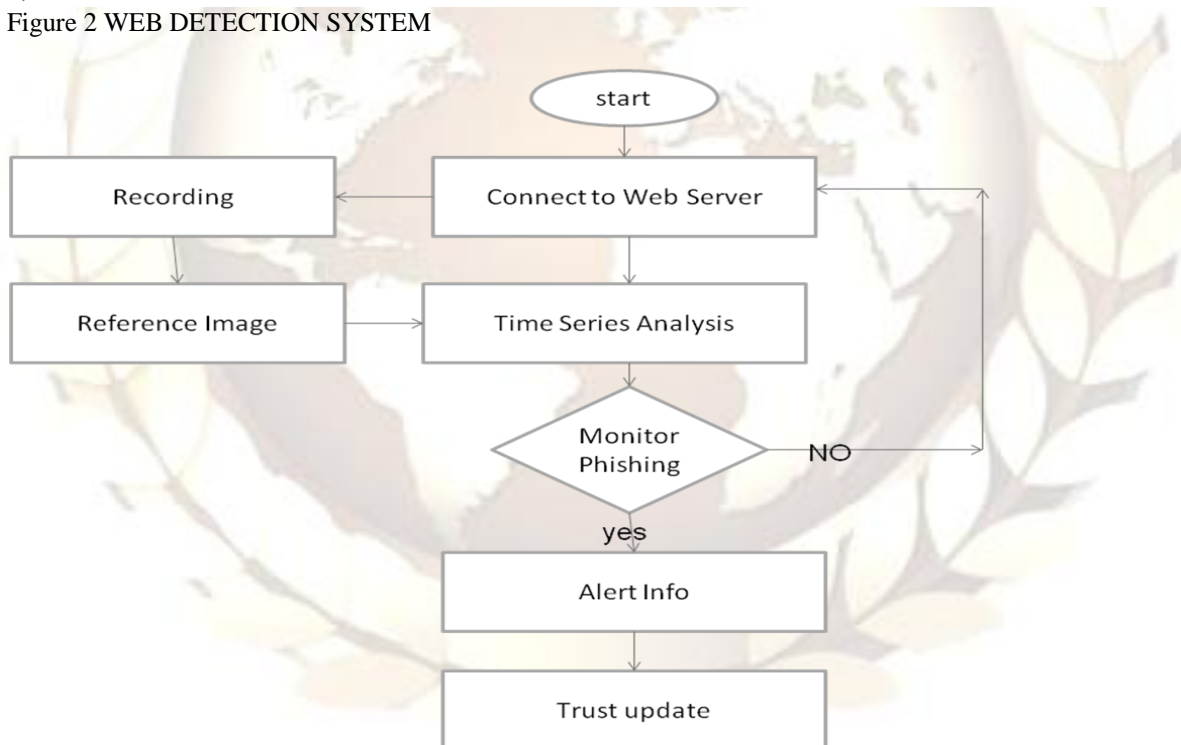 Figure 2 WEB DETECTION SYSTEM
start
Recording
Connect to Web Server
Reference Image
Time Series Analysis
Monitor
Phishing
NO
yes
Alert Info
Trust update